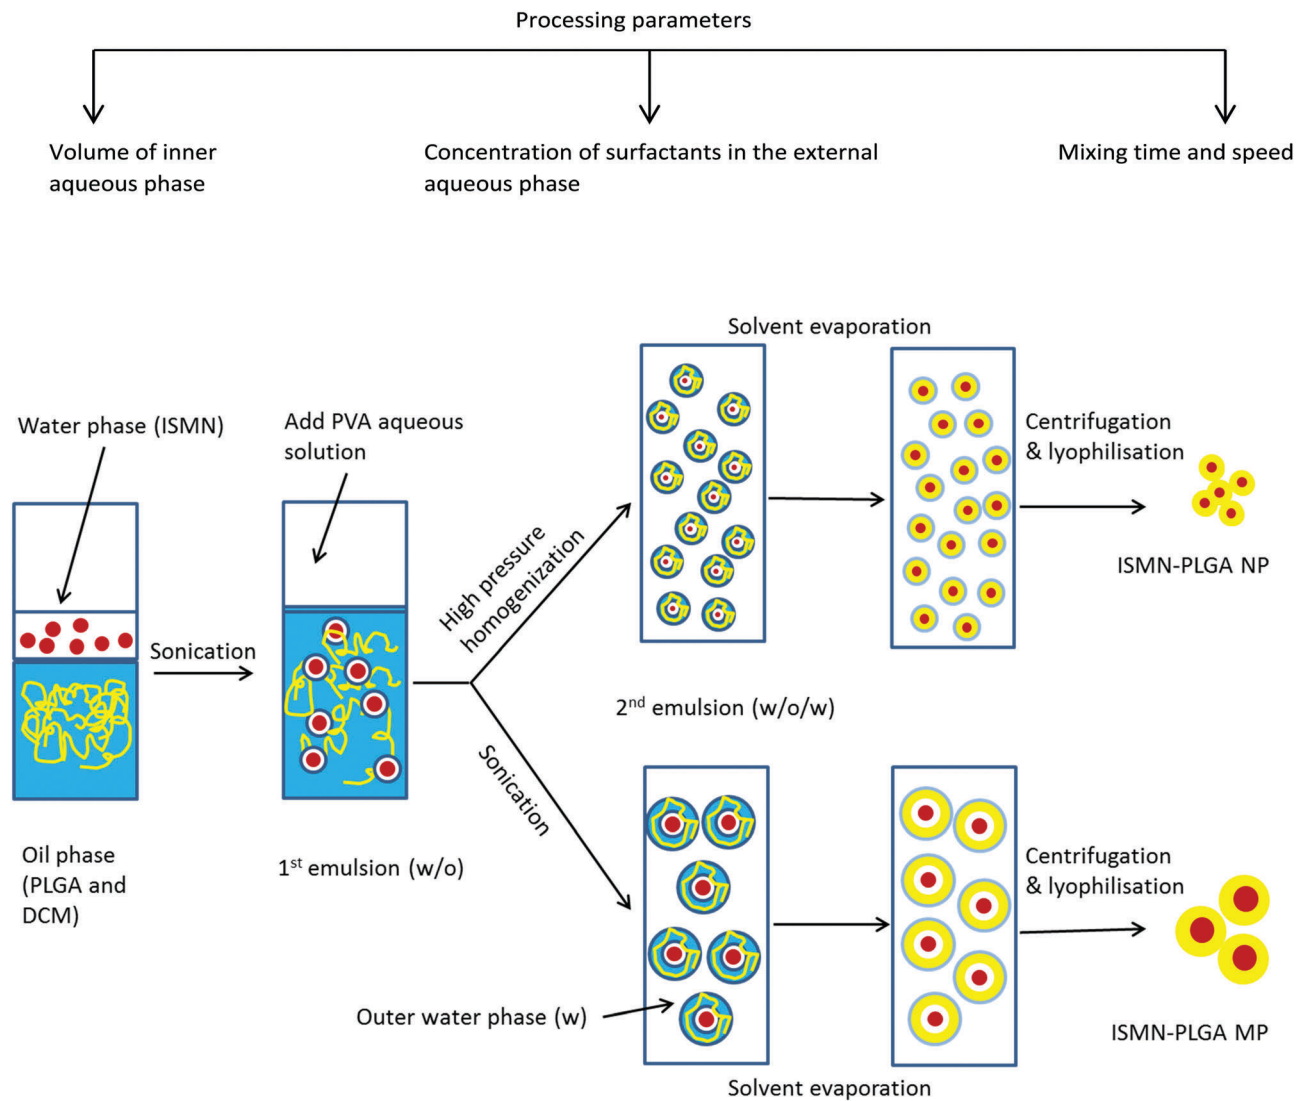 Processing parameters
Volume of inner
aqueous phase
Concentration of surfactants in the external
aqueous phase
Mixing time and speed
Solvent evaporation
Water phase (ISMN)
Add PVA aqueous
solution
Centrifugation
& lyophilisation
High pressure
homogenization
ISMN-PLGA NP
Sonication
2nd emulsion (w/o/w)
Sonication
Oil phase
(PLGA and
DCM)
1st emulsion (w/o)
Centrifugation
& lyophilisation
Outer water phase (w)
ISMN-PLGA MP
Solvent evaporation